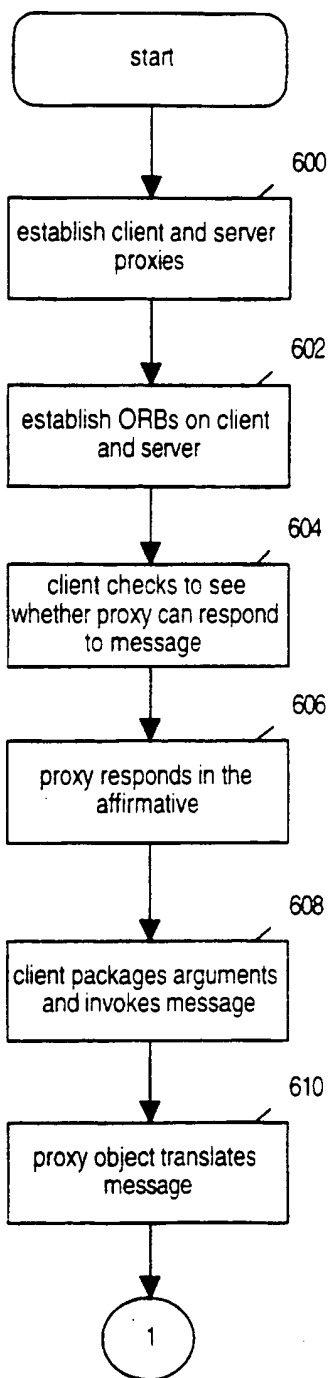 start
600
establish client and server
proxies
602
establish ORBs on client
and server
604
client checks to see
whether proxy can respond
to message
606
proxy responds in the
affirmative
608
client packages arguments
and invokes message
610
proxy object translates
message
1